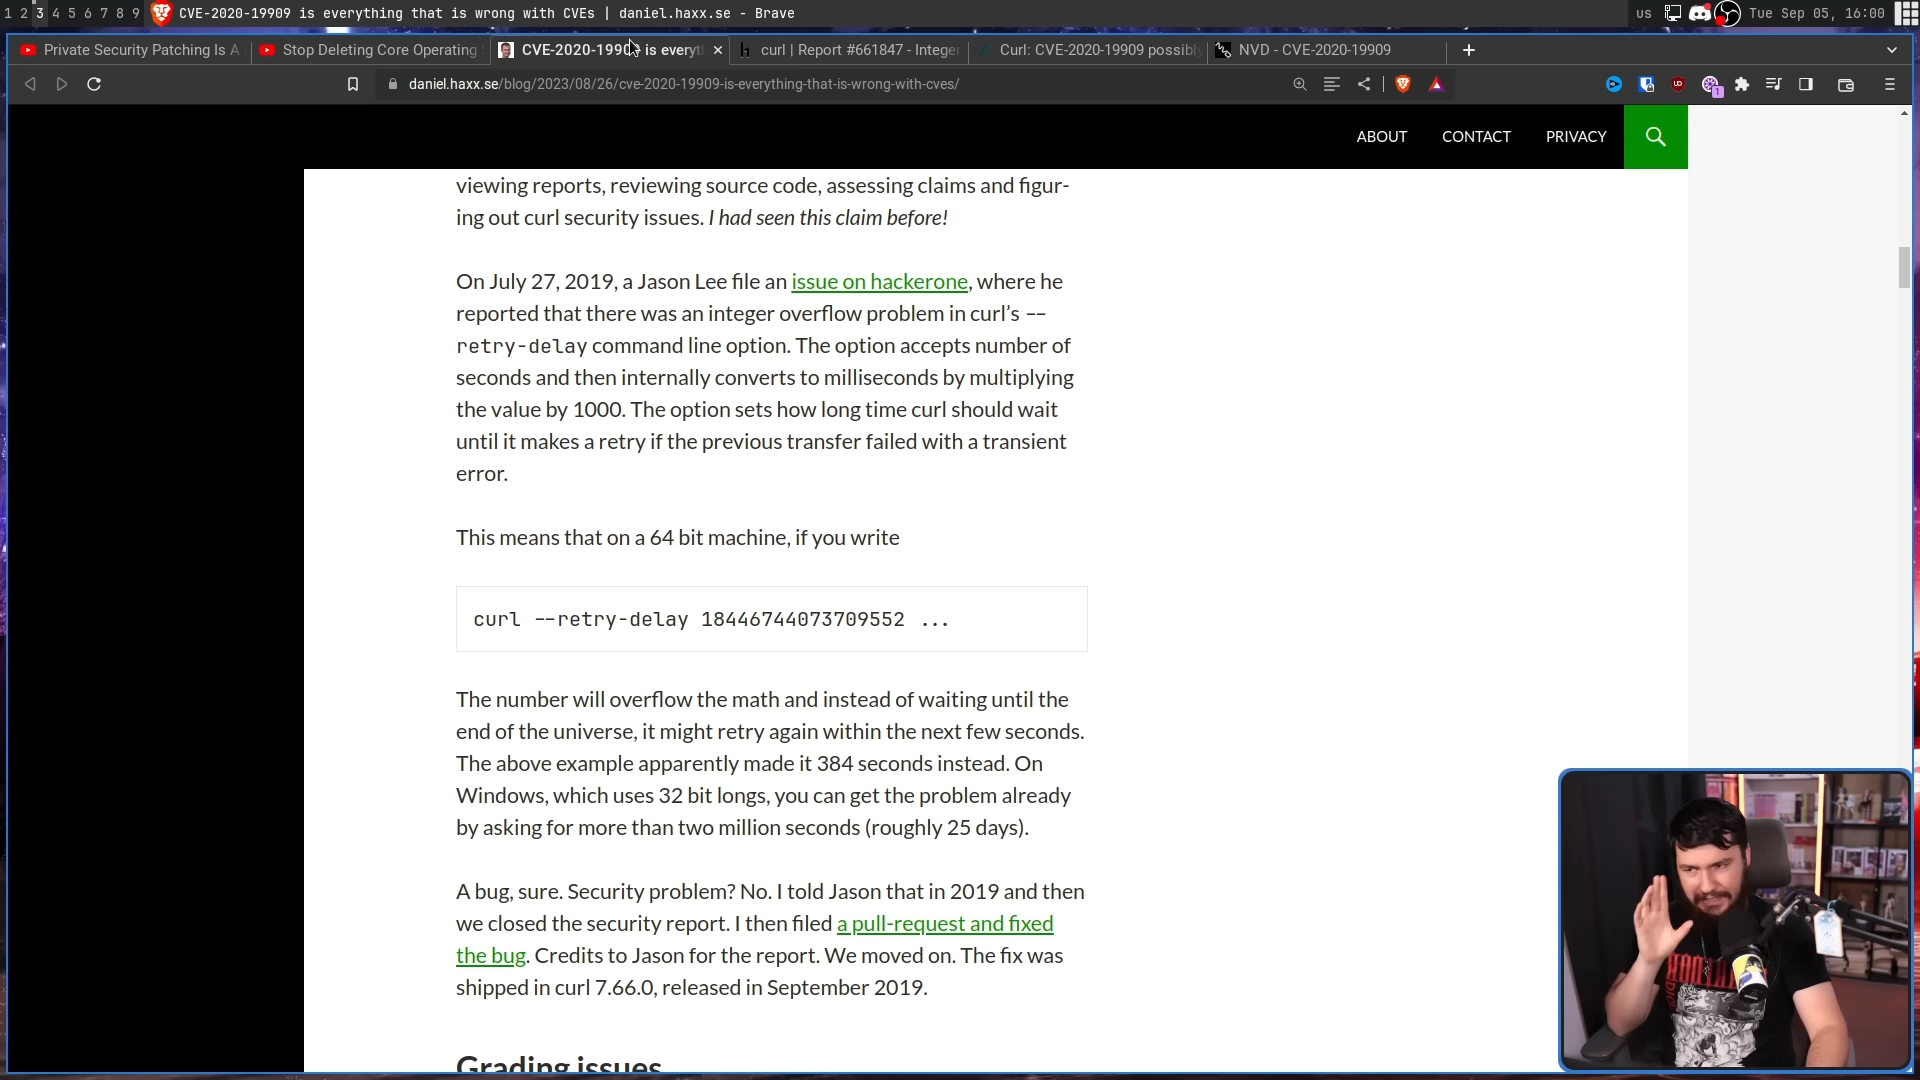 1 2 3 4 5 6 7 8 9 CVE-2020-19909 is everything that is wrong with CVEs | daniel.haxx.se - Brave us Tue Sep 05, 16:00
Private Security Patching Is A Stop Deleting Core Operating CVE-2020-19909 is everyt curl | Report #661847 - Integer Curl: CVE-2020-19909 possibl NVD - CVE-2020-19909
daniel.haxx.se/blog/2023/08/26/cve-2020-19909-is-everything-that-is-wrong-with-cves/
ABOUT CONTACT PRIVACY
viewing reports, reviewing source code, assessing claims and figur-
ing out curl security issues. I had seen this claim before!
On July 27, 2019, a Jason Lee file an issue on hackerone, where he
reported that there was an integer overflow problem in curl’s --
retry-delay command line option. The option accepts number of
seconds and then internally converts to milliseconds by multiplying
the value by 1000. The option sets how long time curl should wait
until it makes a retry if the previous transfer failed with a transient
error.
This means that on a 64 bit machine, if you write
curl --retry-delay 18446744073709552 ...
The number will overflow the math and instead of waiting until the
end of the universe, it might retry again within the next few seconds.
The above example apparently made it 384 seconds instead. On
Windows, which uses 32 bit longs, you can get the problem already
by asking for more than two million seconds (roughly 25 days).
A bug, sure. Security problem? No. I told Jason that in 2019 and then
we closed the security report. I then filed a pull-request and fixed
the bug. Credits to Jason for the report. We moved on. The fix was
shipped in curl 7.66.0, released in September 2019.
Grading issues